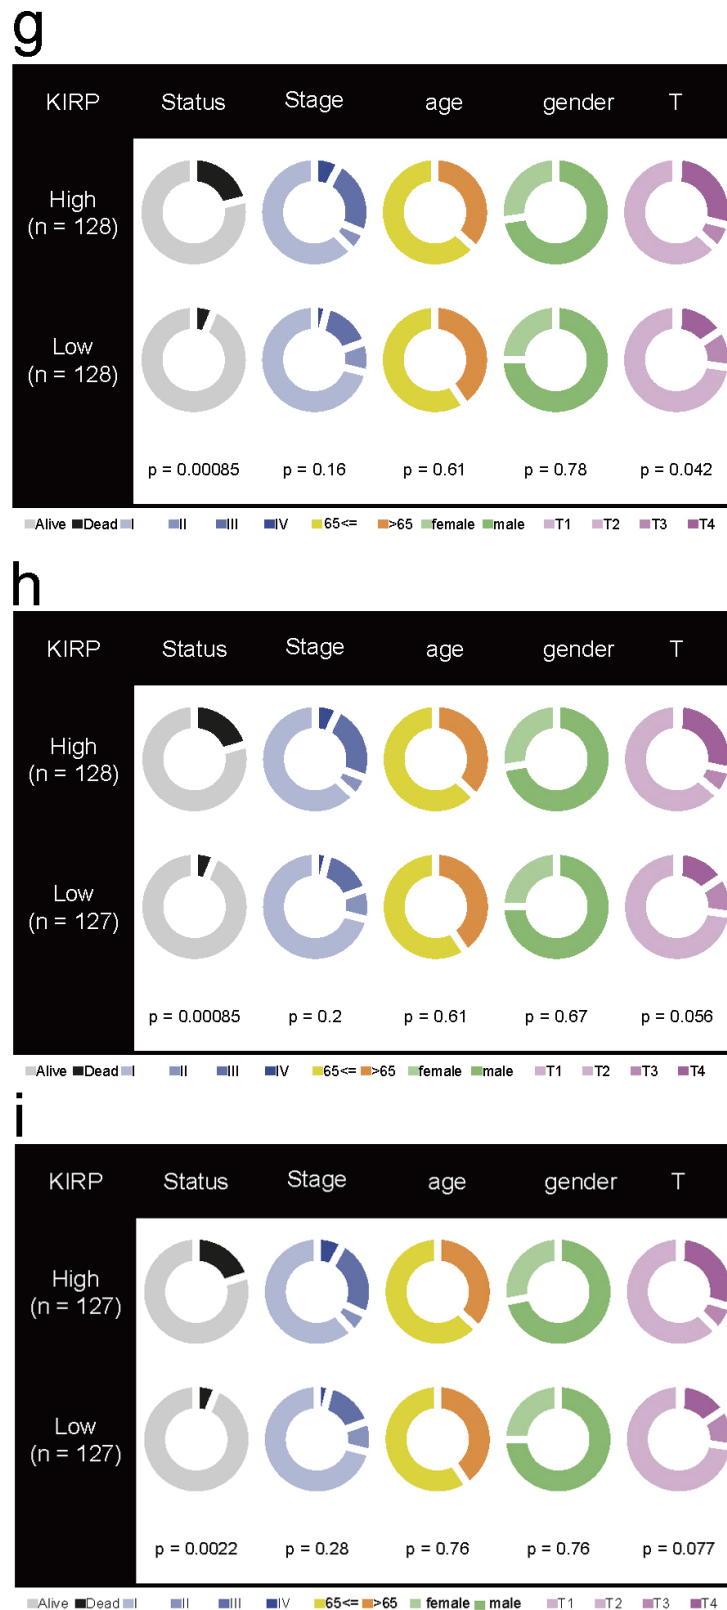 g
KIRP Status Stage age gender T
High
(n = 128)
Low
(n = 128)
p = 0.00085 p = 0.16 p = 0.61 p = 0.78 p = 0.042
Alive Dead I II III IV 65<= >65 female male T1 T2 T3 T4
h
KIRP Status Stage age gender T
High
(n = 128)
Low
(n = 127)
p = 0.00085 p = 0.2 p = 0.61 p = 0.67 p = 0.056
Alive Dead I II III IV 65<= >65 female male T1 T2 T3 T4
i
KIRP Status Stage age gender T
High
(n = 127)
Low
(n = 127)
p = 0.0022 p = 0.28 p = 0.76 p = 0.76 p = 0.077
Alive Dead I II III IV 65<= >65 female male T1 T2 T3 T4